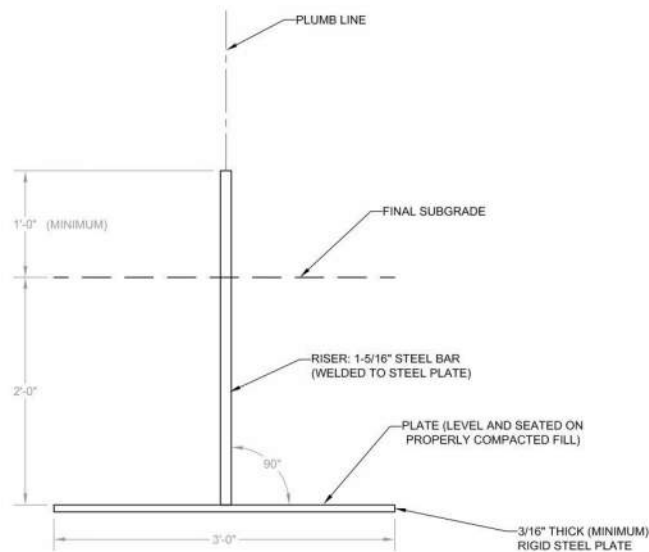 PLUMB LINE
1'-0" (MINIMUM)
FINAL SUBGRADE
2'-0"
RISER: 1-5/16" STEEL BAR
(WELDED TO STEEL PLATE)
PLATE (LEVEL AND SEATED ON
PROPERLY COMPACTED FILL)
90°
3/16" THICK (MINIMUM)
RIGID STEEL PLATE
3'-0"